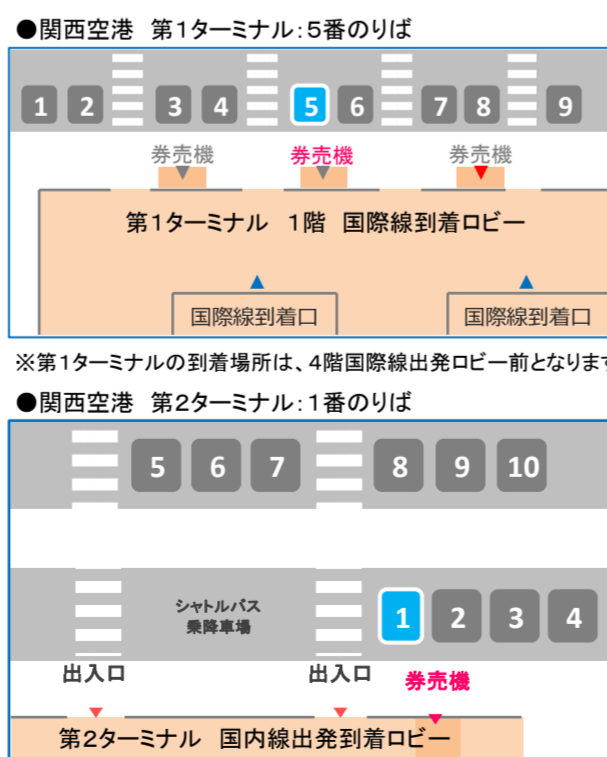 ●関西空港 第1ターミナル:5番のりば
1 2 3 4 5 6 7 8 9
券売機 券売機 券売機
第1ターミナル 1階 国際線到着ロビー
国際線到着口 国際線到着口
※第1ターミナルの到着場所は、4階国際線出発ロビー前となります
●関西空港 第2ターミナル:1番のりば
5 6 7 8 9 10
シャトルバス
乗降車場
1 2 3 4
出入口 出入口 券売機
第2ターミナル 国内線出発到着ロビー